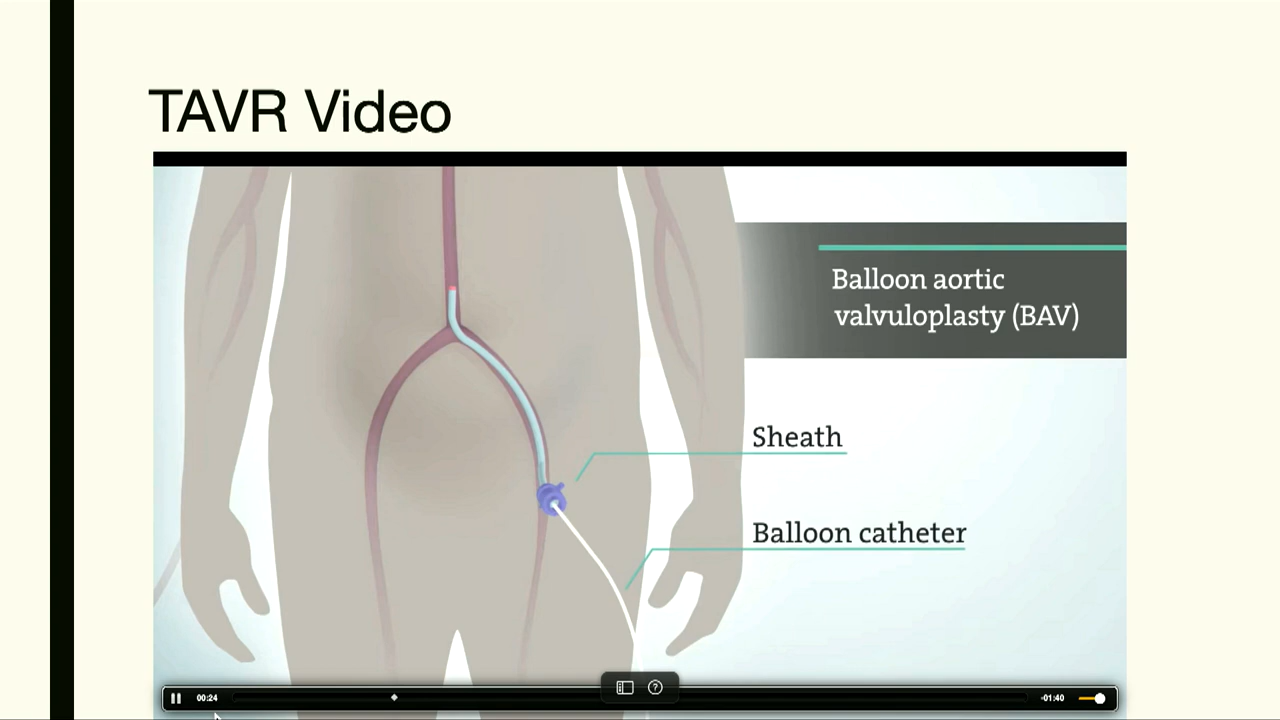 TAVR Video
Balloon aortic
valvuloplasty (BAV)
Sheath
Balloon catheter
00:24
-01:40